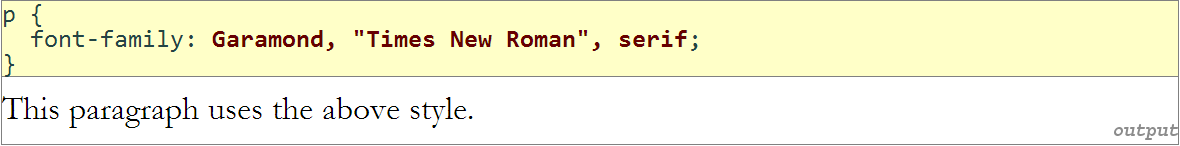 p {
  font-family: Garamond, "Times New Roman", serif;
}
This paragraph uses the above style.
output